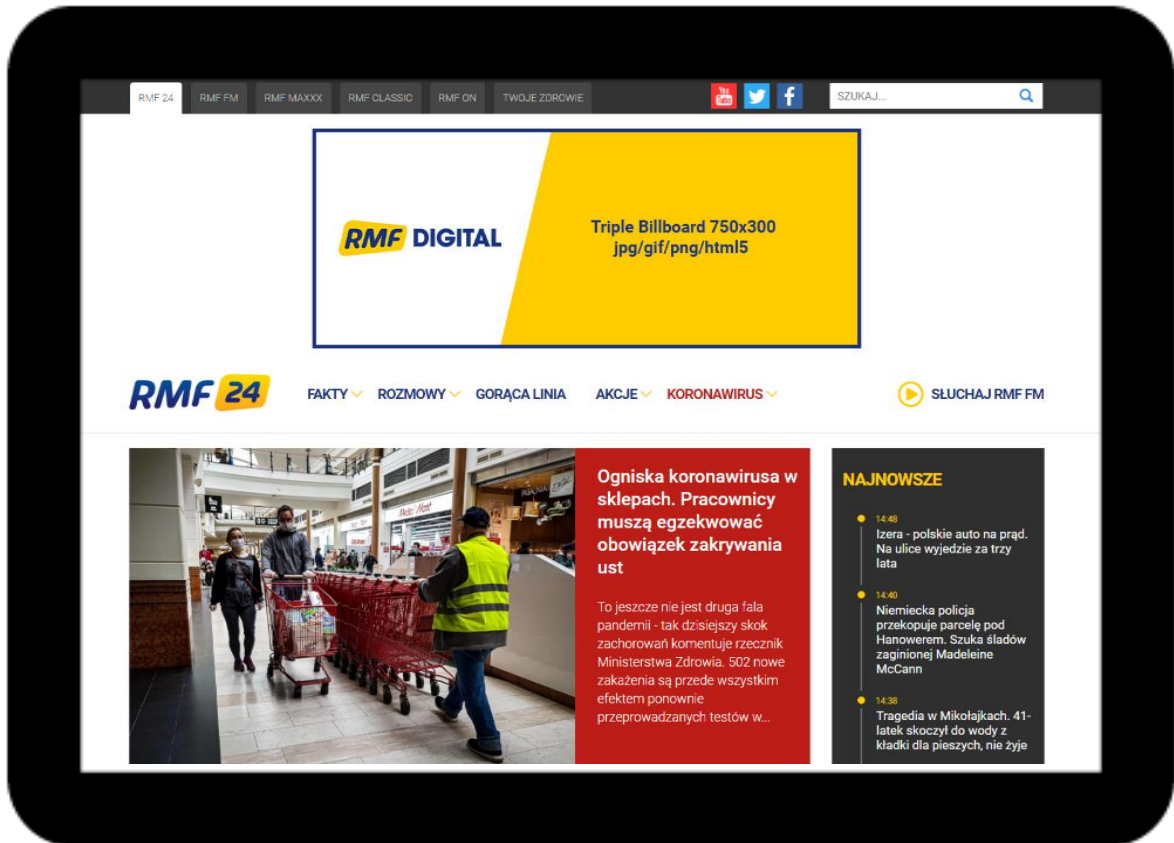 RMF 24 RMF FM RMF MAXXX RMF CLASSIC RMF ON TWOJE ZDROWIE You Tube SZUKAJ...
RMF DIGITAL
Triple Billboard 750x300
jpg/gif/png/html5
RMF 24 FAKTY ROZMOWY GORĄCA LINIA AKCJE KORONAWIRUS SŁUCHAJ RMF FM
Media Markt
Ogniska koronawirusa w
sklepach. Pracownicy
muszą egzekwować
obowiązek zakrywania
ust
To jeszcze nie jest druga fala
pandemii - tak dzisiejszy skok
zachorowań komentuje rzecznik
Ministerstwa Zdrowia. 502 nowe
zakażenia są przede wszystkim
efektem ponownie
przeprowadzanych testów w...
NAJNOWSZE
14:48
Izera - polskie auto na prąd.
Na ulice wyjedzie za trzy
lata
14:40
Niemiecka policja
przekopuje parcelę pod
Hanowerem. Szuka śladów
zaginionej Madeleine
McCann
14:38
Tragedia w Mikołajkach. 41-
latek skoczył do wody z
kładki dla pieszych, nie żyje